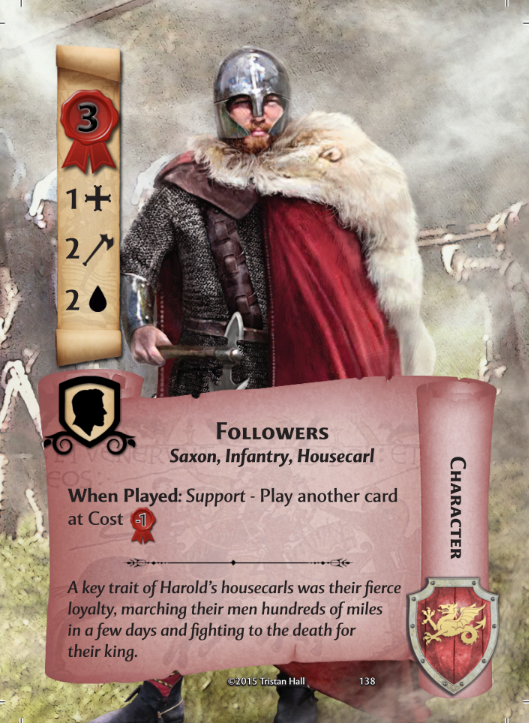 3
1
2
2
Followers
Saxon, Infantry, Housecarl
When Played: Support - Play another card
at Cost -1
Character
A key trait of Harold's housecarls was their fierce
loyalty, marching their men hundreds of miles
in a few days and fighting to the death for
their king.
©2015 Tristan Hall
138